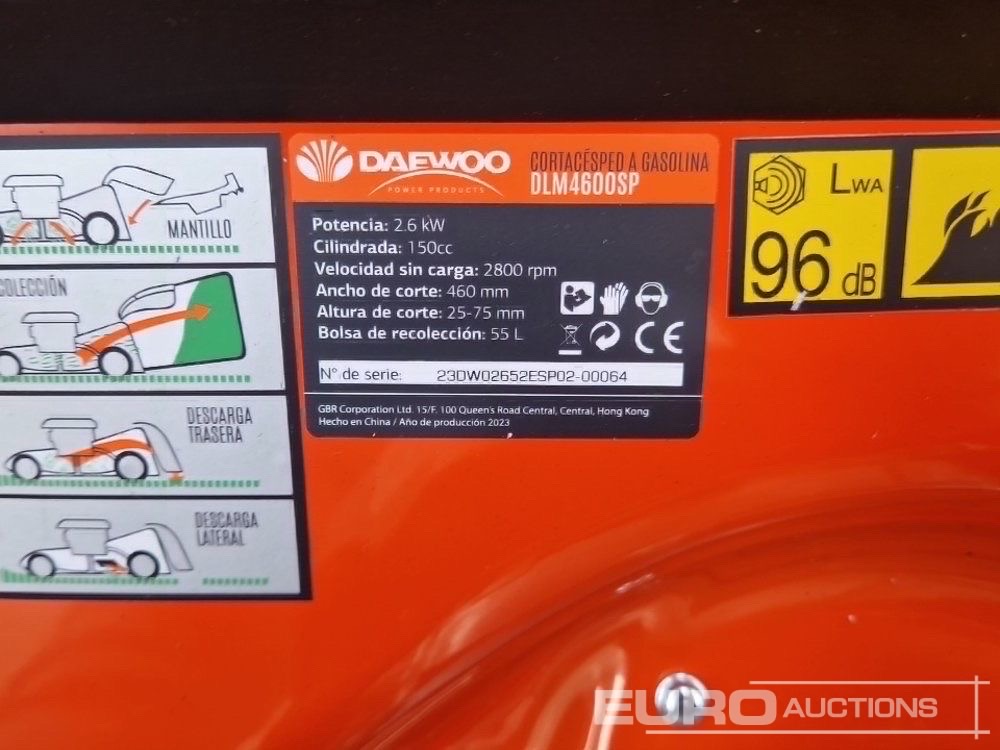 MANTILLO
COLECCIÓN
DESCARGA
TRASERA
DESCARGA
LATERAL
DAEWOO
POWER PRODUCTS
CORTACÉSPED A GASOLINA
DLM4600SP
Potencia: 2.6 kW
Cilindrada: 150cc
Velocidad sin carga: 2800 rpm
Ancho de corte: 460 mm
Altura de corte: 25-75 mm
Bolsa de recolección: 55 L
CE
Nº de serie: 23DW02652ESP02-00064
GBR Corporation Ltd. 15/F. 100 Queen's Road Central, Central, Hong Kong
Hecho en China / Año de producción 2023
LWA
96 dB
EURO AUCTIONS